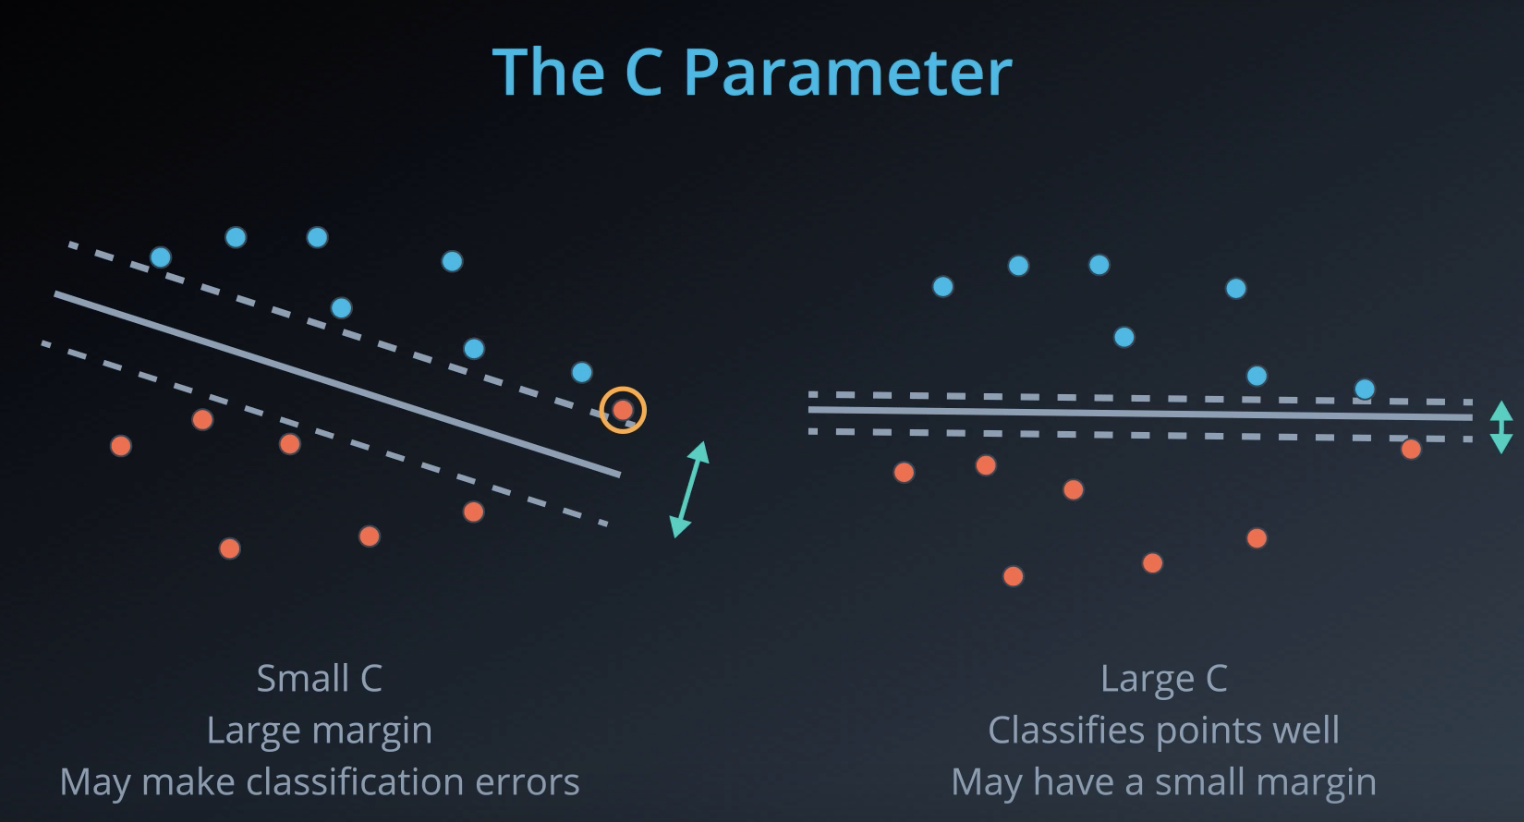 The C Parameter
Small C
Large margin
May make classification errors
Large C
Classifies points well
May have a small margin